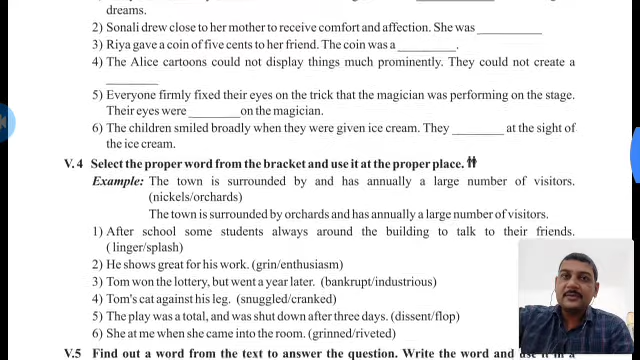 dreams.
2) Sonali drew close to her mother to receive comfort and affection. She was __________
3) Riya gave a coin of five cents to her friend. The coin was a _________.
4) The Alice cartoons could not display things much prominently. They could not create a
________
5) Everyone firmly fixed their eyes on the trick that the magician was performing on the stage.
Their eyes were ________ on the magician.
6) The children smiled broadly when they were given ice cream. They ________ at the sight of
the ice cream.
V.4 Select the proper word from the bracket and use it at the proper place.
Example: The town is surrounded by and has annually a large number of visitors.
(nickels/orchards)
The town is surrounded by orchards and has annually a large number of visitors.
1) After school some students always around the building to talk to their friends.
(linger/splash)
2) He shows great for his work. (grin/enthusiasm)
3) Tom won the lottery, but went a year later. (bankrupt/industrious)
4) Tom's cat against his leg. (snuggled/cranked)
5) The play was a total, and was shut down after three days. (dissent/flop)
6) She at me when she came into the room. (grinned/riveted)
V.5 Find out a word from the text to answer the question. Write the word and use it in a